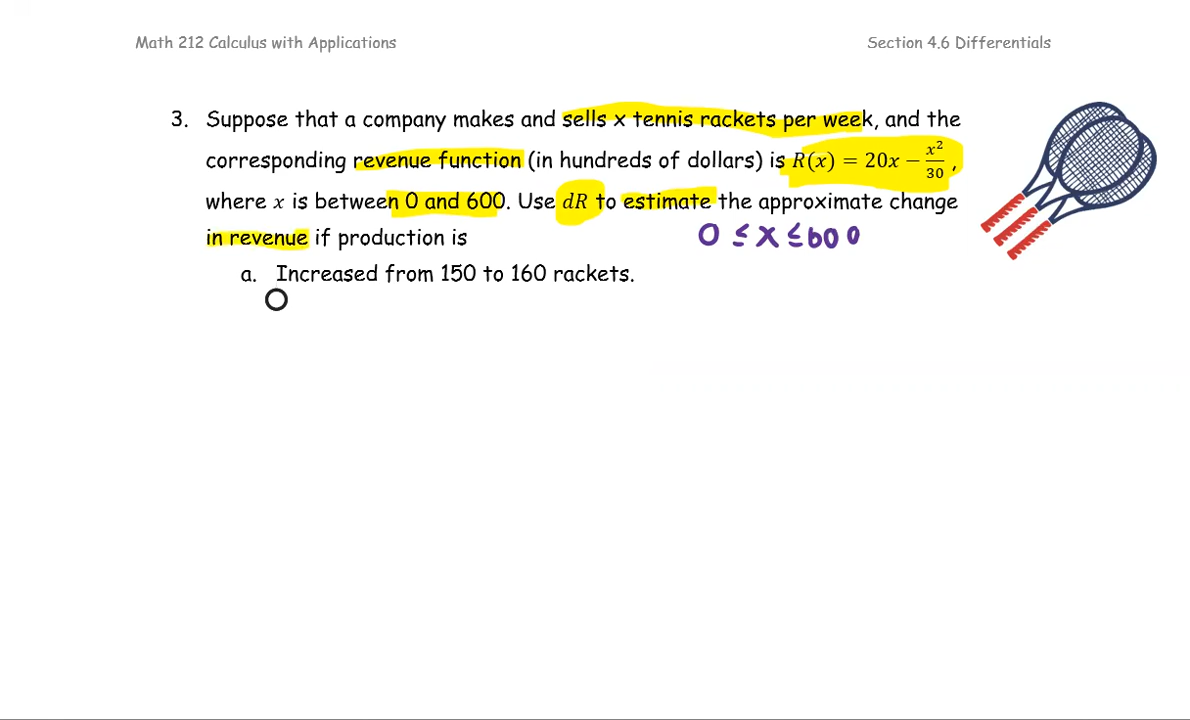 Math 212 Calculus with Applications Section 4.6 Differentials
3. Suppose that a company makes and sells x tennis rackets per week, and the
corresponding revenue function (in hundreds of dollars) is R(x) = 20x − x²/30,
where x is between 0 and 600. Use dR to estimate the approximate change
in revenue if production is 0 ≤ x ≤ 600
a. Increased from 150 to 160 rackets.